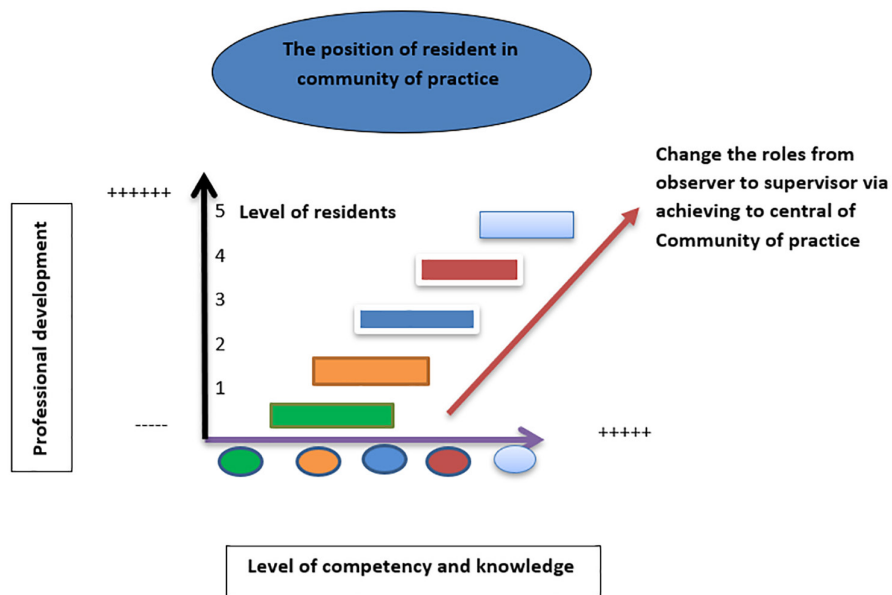 The position of resident in
community of practice
Change the roles from
observer to supervisor via
achieving to central of
Community of practice
++++++
5
Level of residents
4
3
2
1
Professional development
-----
+++++
Level of competency and knowledge